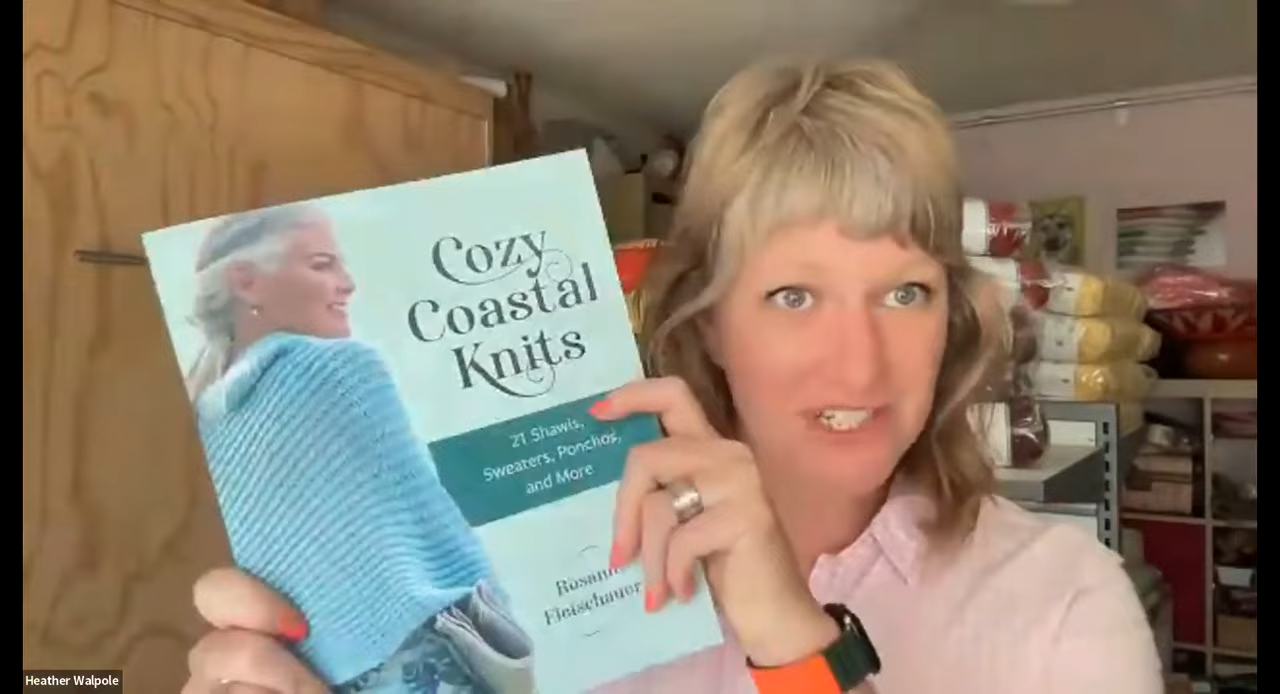 Cozy
Coastal
Knits
21 Shawls,
Sweaters, Ponchos,
and More
Fleischauer
Heather Walpole